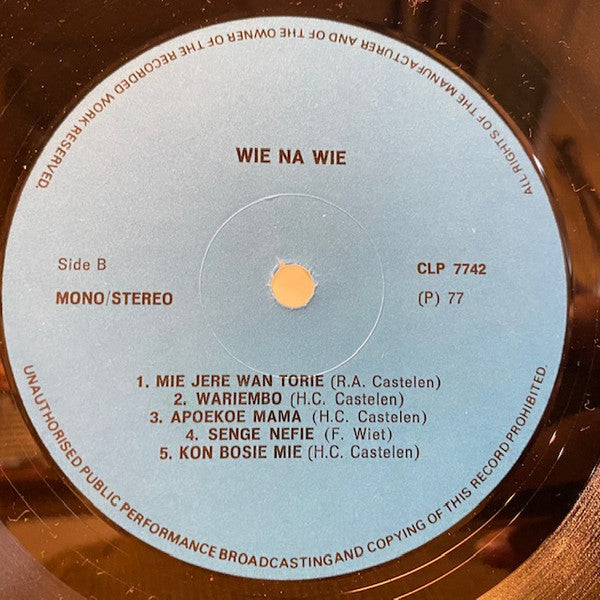 ALL RIGHTS OF THE MANUFACTURER AND OF THE OWNER OF THE RECORDED WORK RESERVED.
WIE NA WIE
Side B
CLP 7742
MONO/STEREO
(P) 77
1. MIE JERE WAN TORIE (R.A. Castelen)
2. WARIEMBO (H.C. Castelen)
3. APOEKOE MAMA (H.C. Castelen)
4. SENGE NEFIE (F. Wiet)
5. KON BOSIE MIE (H.C. Castelen)
UNAUTHORISED PUBLIC PERFORMANCE BROADCASTING AND COPYING OF THIS RECORD PROHIBITED.